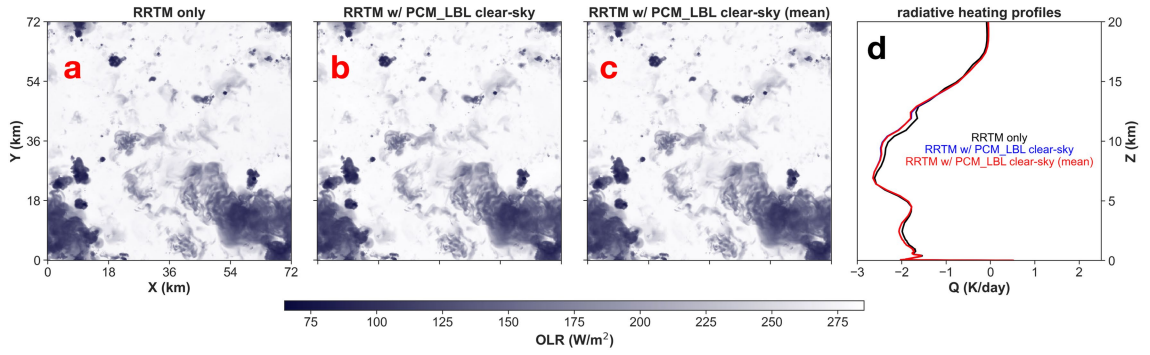 RRTM only
RRTM w/ PCM_LBL clear-sky
RRTM w/ PCM_LBL clear-sky (mean)
radiative heating profiles
a
b
c
d
72
54
36
18
0
Y (km)
0 18 36 54 72
X (km)
20
15
10
5
0
Z (km)
RRTM only
RRTM w/ PCM_LBL clear-sky
RRTM w/ PCM_LBL clear-sky (mean)
−3 −2 −1 0 1 2
Q (K/day)
75 100 125 150 175 200 225 250 275
OLR (W/m²)